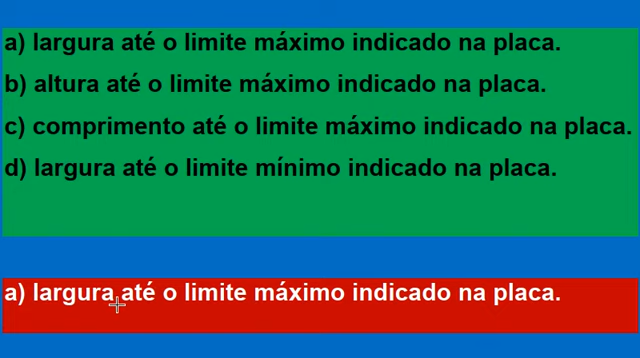 a) largura até o limite máximo indicado na placa.
b) altura até o limite máximo indicado na placa.
c) comprimento até o limite máximo indicado na placa.
d) largura até o limite mínimo indicado na placa.
a) largura até o limite máximo indicado na placa.